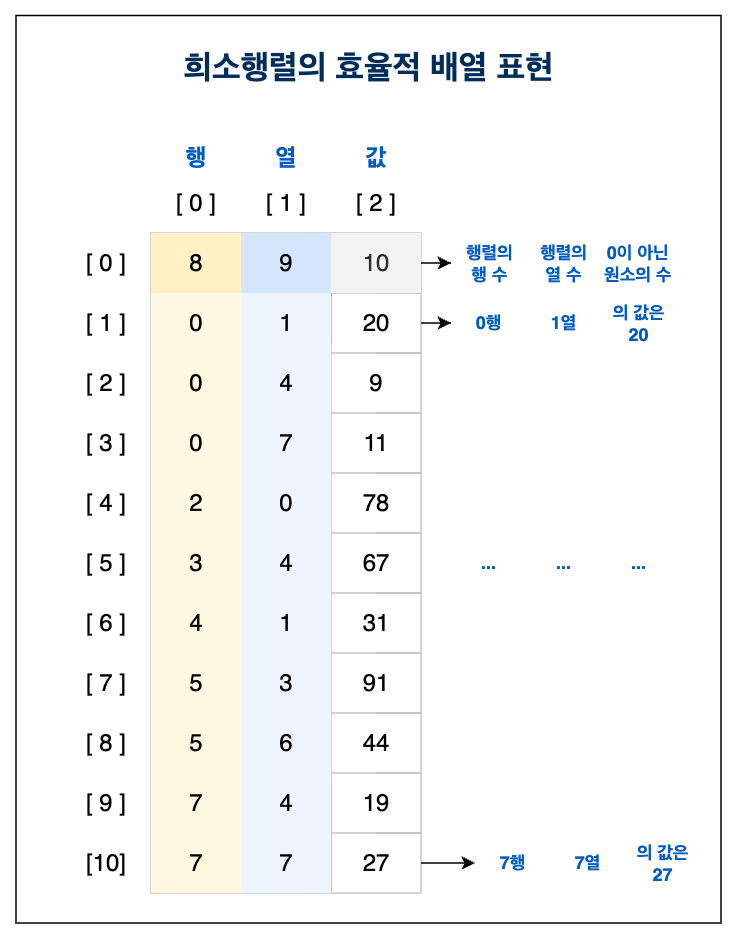 희소행렬의 효율적 배열 표현
행 열 값
[ 0 ] [ 1 ] [ 2 ]
[ 0 ] 8 9 10 행렬의 행 수 행렬의 열 수 0이 아닌 원소의 수
[ 1 ] 0 1 20 0행 1열 의 값은 20
[ 2 ] 0 4 9
[ 3 ] 0 7 11
[ 4 ] 2 0 78
[ 5 ] 3 4 67 ... ... ...
[ 6 ] 4 1 31
[ 7 ] 5 3 91
[ 8 ] 5 6 44
[ 9 ] 7 4 19
[10] 7 7 27 7행 7열 의 값은 27